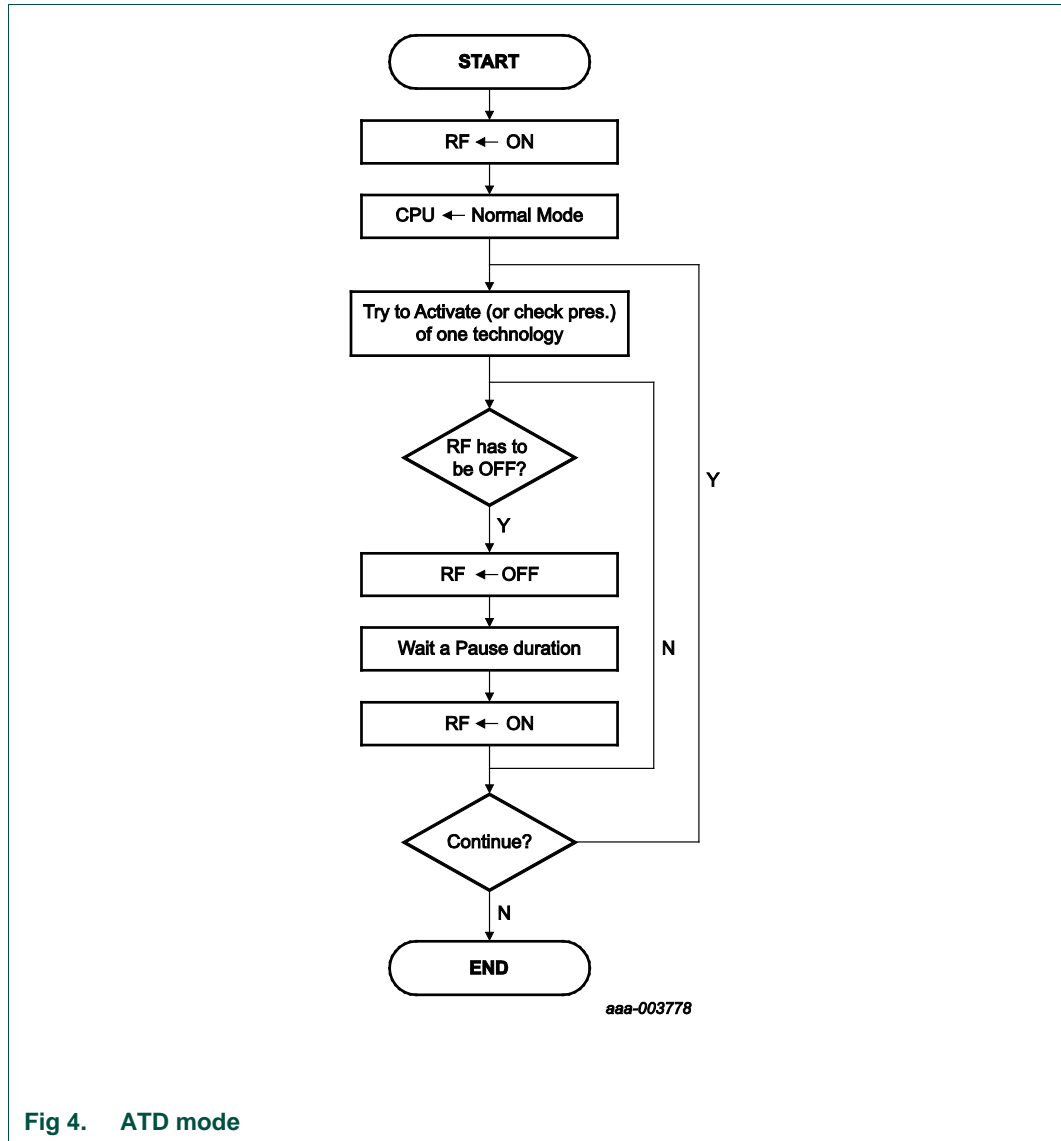 START
RF ← ON
CPU ← Normal Mode
Try to Activate (or check pres.)
of one technology
RF has to
be OFF?
Y
Y
RF ← OFF
Wait a Pause duration
N
RF ← ON
Continue?
N
END
aaa-003778
Fig 4. ATD mode